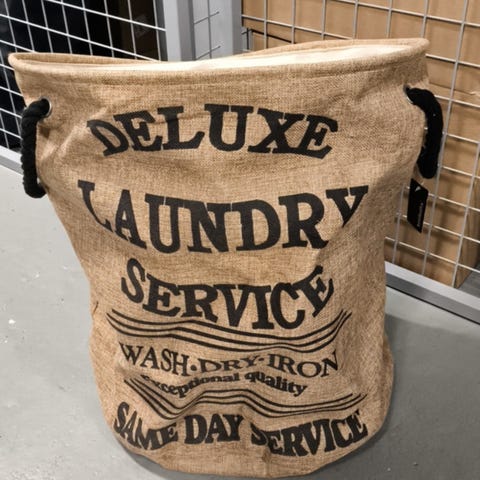 DELUXE
LAUNDRY
SERVICE
WASH·DRY·IRON
exceptional quality
SAME DAY SERVICE